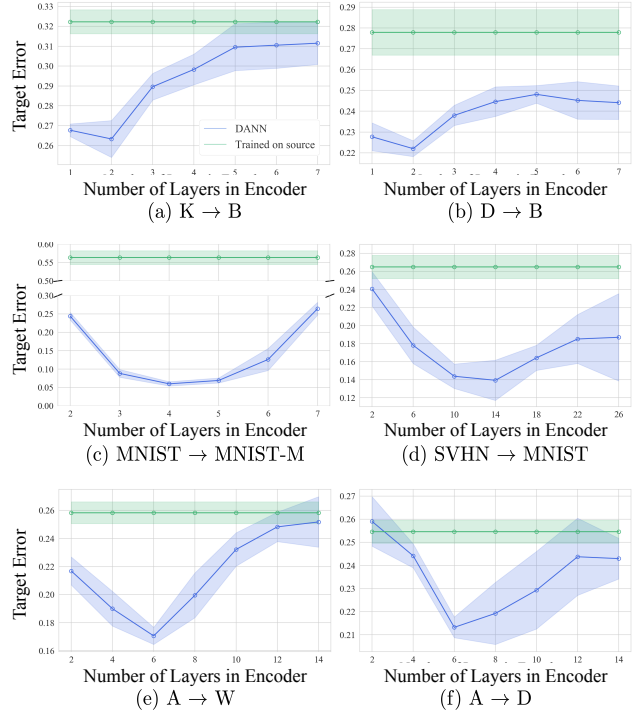 0.33
0.32
0.31
0.30
0.29
0.28
0.27
0.26
Target Error
DANN
Trained on source
1 2 3 4 5 6 7
Number of Layers in Encoder
(a) K → B
0.29
0.28
0.27
0.26
0.25
0.24
0.23
0.22
1 2 3 4 5 6 7
Number of Layers in Encoder
(b) D → B
0.60
0.55
0.50
0.30
0.25
0.20
0.15
0.10
0.05
0.00
Target Error
2 3 4 5 6 7
Number of Layers in Encoder
(c) MNIST → MNIST-M
0.28
0.26
0.24
0.22
0.20
0.18
0.16
0.14
0.12
2 6 10 14 18 22 26
Number of Layers in Encoder
(d) SVHN → MNIST
0.26
0.24
0.22
0.20
0.18
0.16
Target Error
2 4 6 8 10 12 14
Number of Layers in Encoder
(e) A → W
0.27
0.26
0.25
0.24
0.23
0.22
0.21
2 4 6 8 10 12 14
Number of Layers in Encoder
(f) A → D